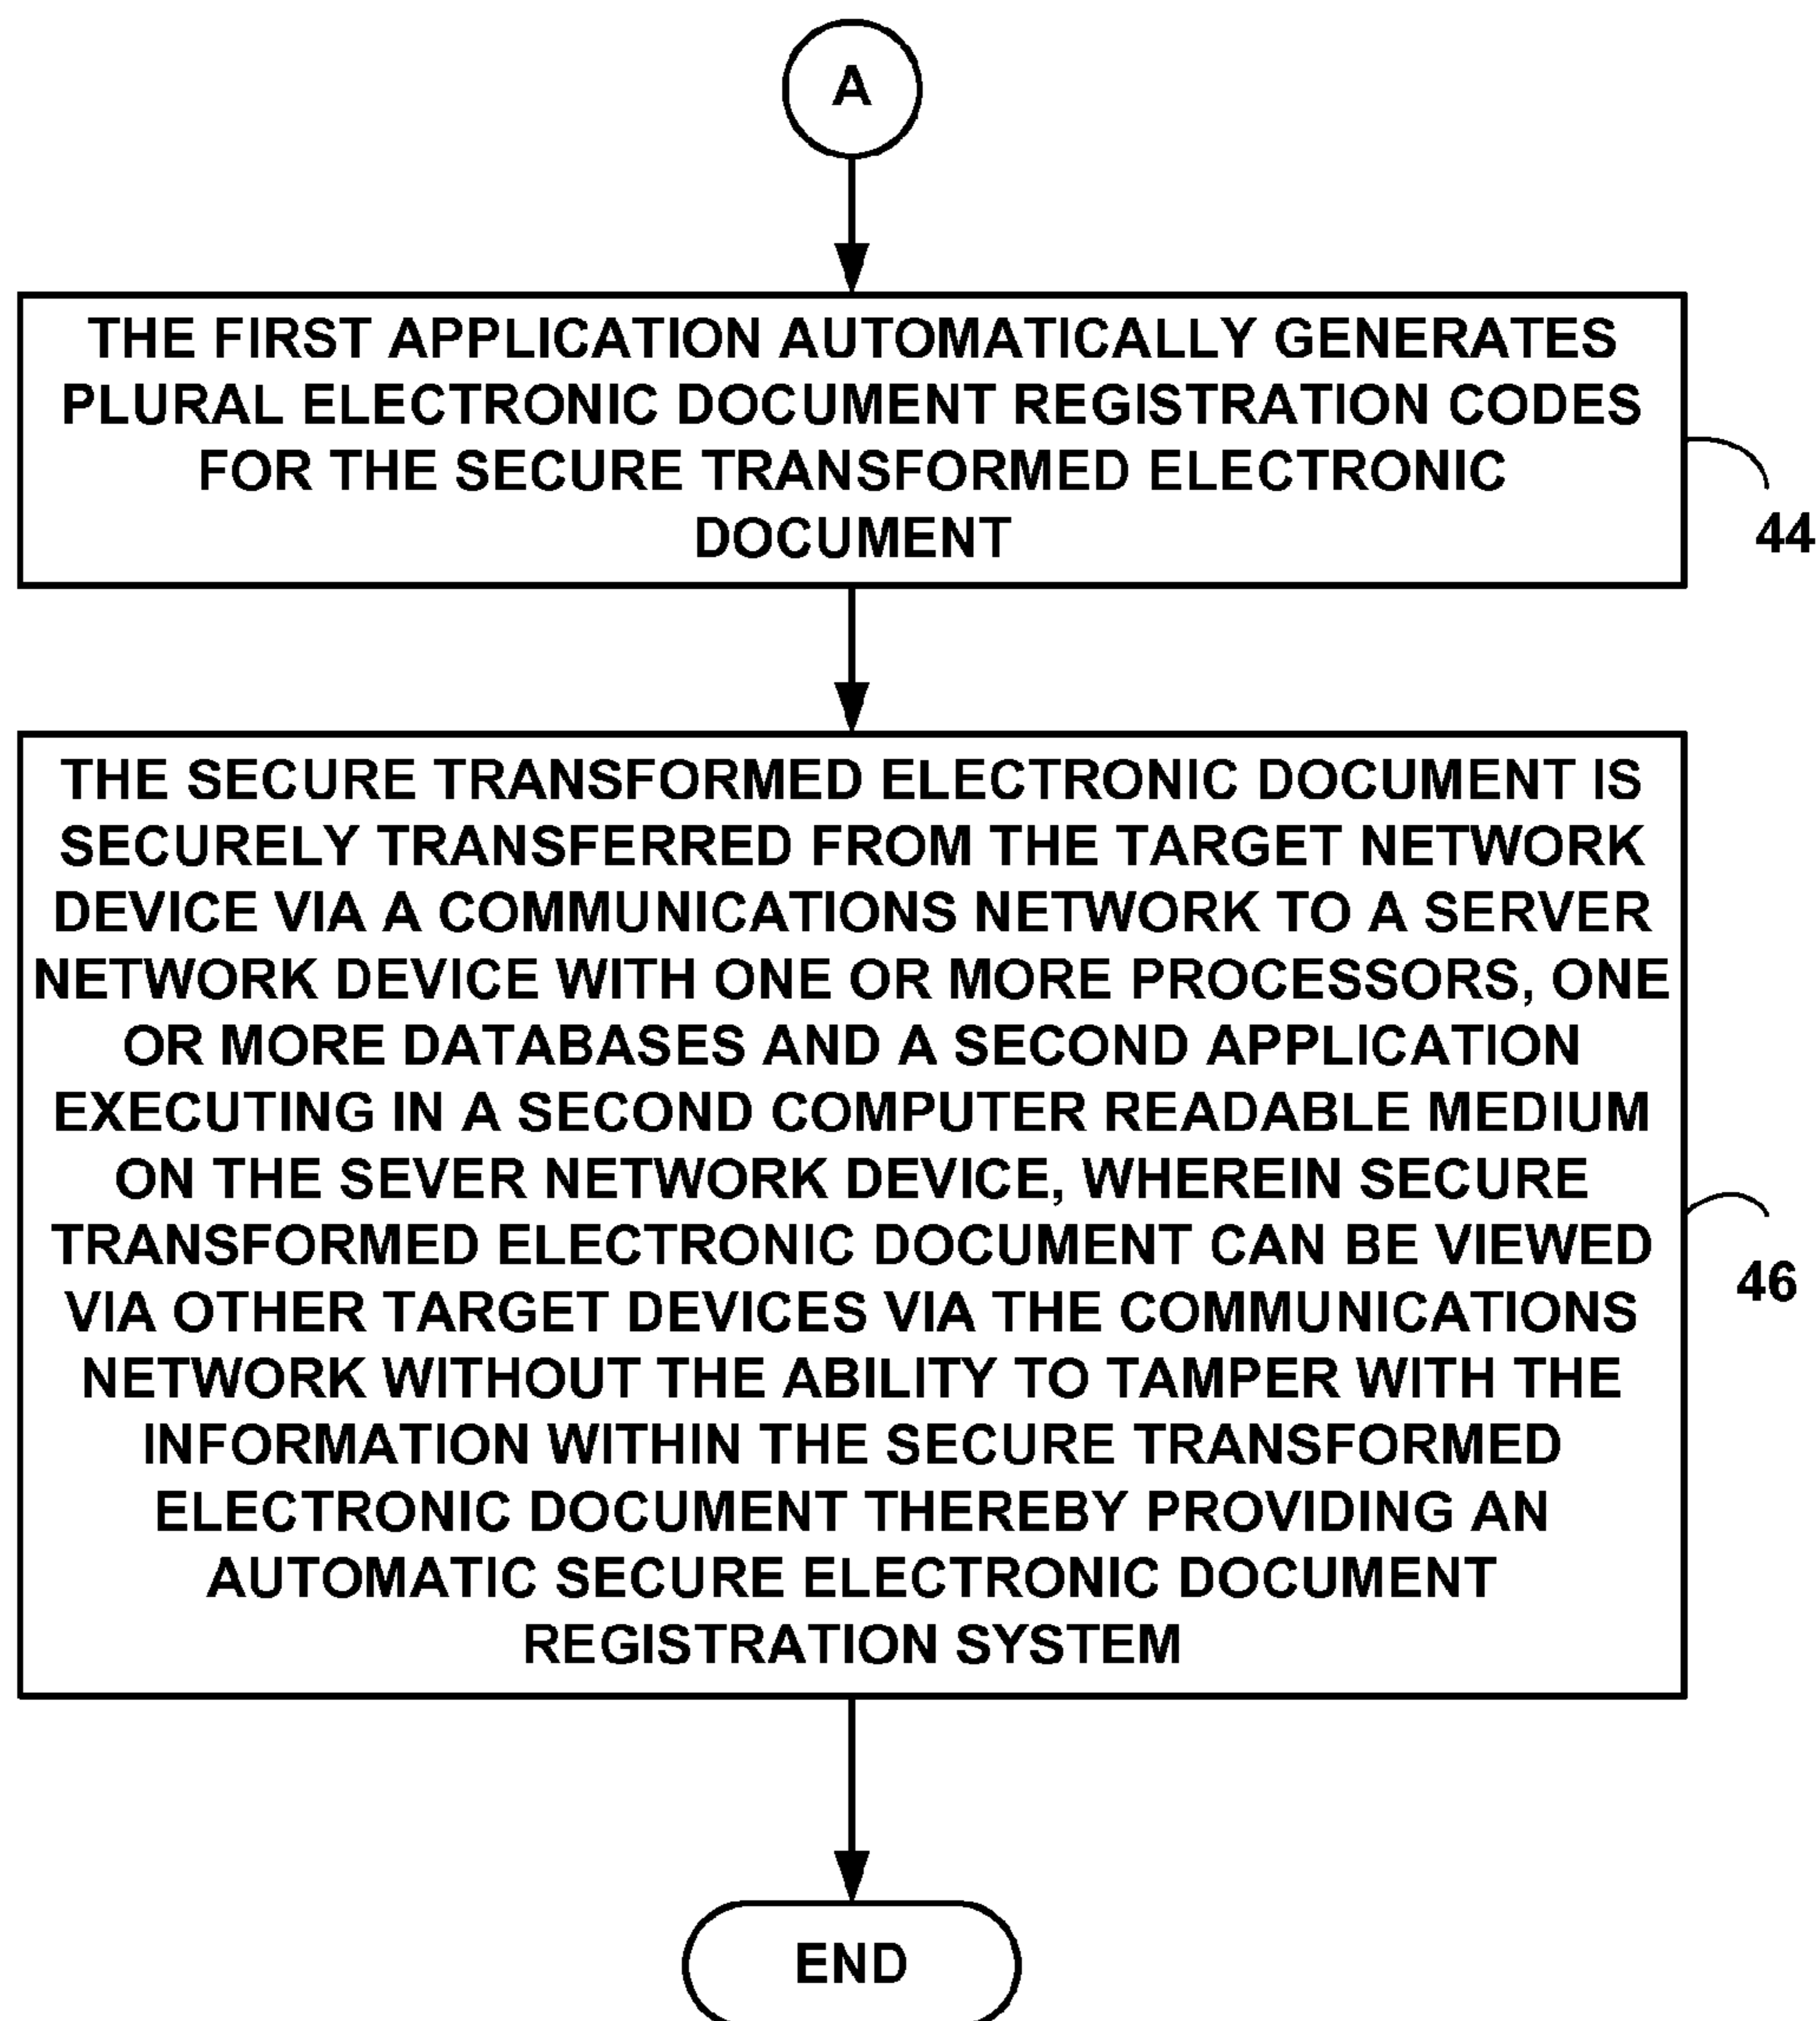 A
THE FIRST APPLICATION AUTOMATICALLY GENERATES
PLURAL ELECTRONIC DOCUMENT REGISTRATION CODES
FOR THE SECURE TRANSFORMED ELECTRONIC
DOCUMENT
44
THE SECURE TRANSFORMED ELECTRONIC DOCUMENT IS
SECURELY TRANSFERRED FROM THE TARGET NETWORK
DEVICE VIA A COMMUNICATIONS NETWORK TO A SERVER
NETWORK DEVICE WITH ONE OR MORE PROCESSORS, ONE
OR MORE DATABASES AND A SECOND APPLICATION
EXECUTING IN A SECOND COMPUTER READABLE MEDIUM
ON THE SEVER NETWORK DEVICE, WHEREIN SECURE
TRANSFORMED ELECTRONIC DOCUMENT CAN BE VIEWED
VIA OTHER TARGET DEVICES VIA THE COMMUNICATIONS
NETWORK WITHOUT THE ABILITY TO TAMPER WITH THE
INFORMATION WITHIN THE SECURE TRANSFORMED
ELECTRONIC DOCUMENT THEREBY PROVIDING AN
AUTOMATIC SECURE ELECTRONIC DOCUMENT
REGISTRATION SYSTEM
46
END